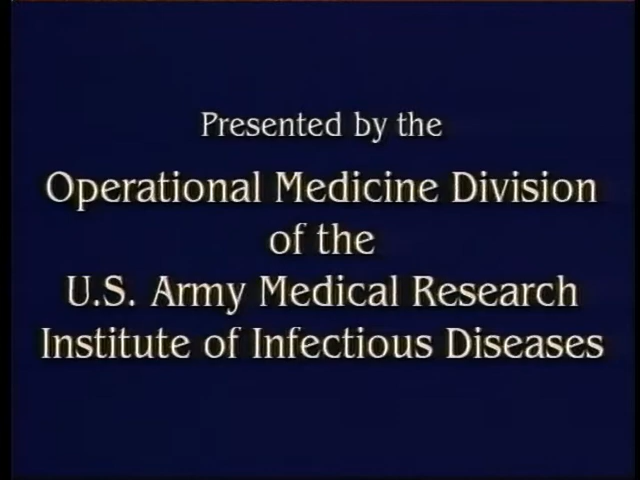 Presented by the
Operational Medicine Division
of the
U.S. Army Medical Research
Institute of Infectious Diseases